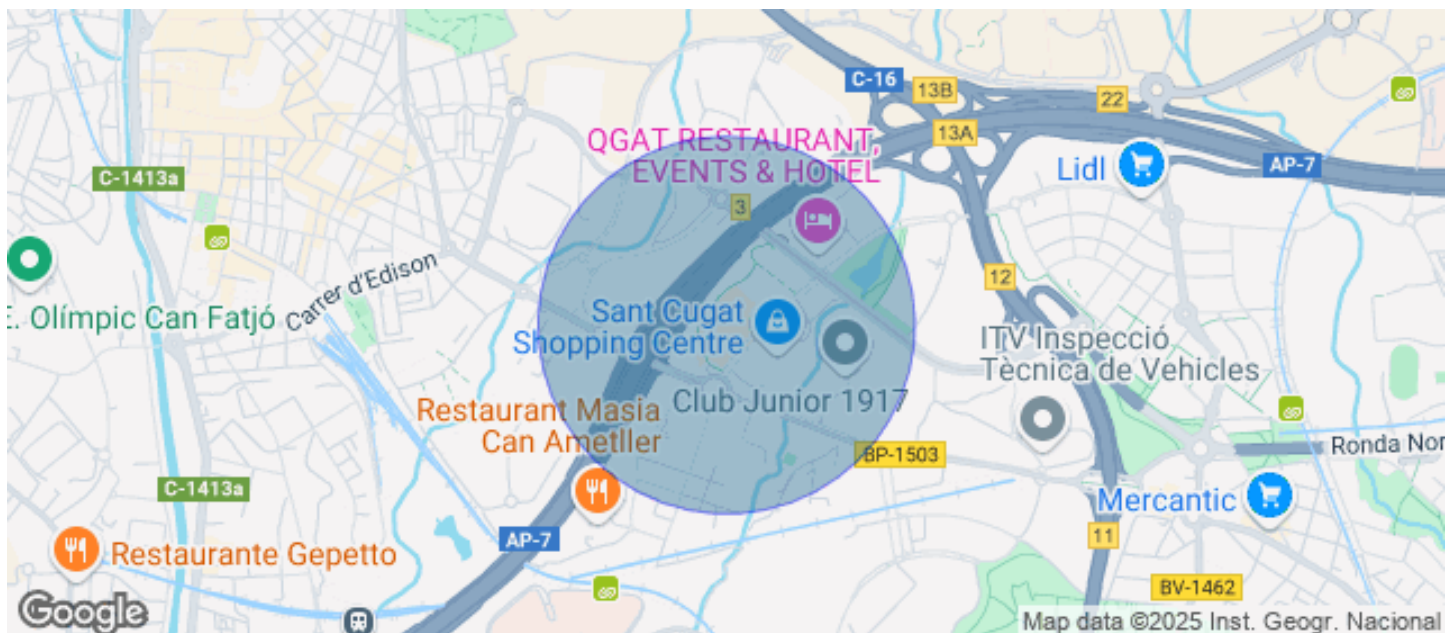 C-16
13B
22
13A
QGAT RESTAURANT,
EVENTS & HOTEL
Lidl
AP-7
C-1413a
3
12
Carrer d'Edison
E. Olímpic Can Fatjó
Sant Cugat
Shopping Centre
ITV Inspecció
Tècnica de Vehicles
Club Junior 1917
Restaurant Masia
Can Ametller
BP-1503
Ronda Nor
C-1413a
Mercantic
AP-7
11
Restaurante Gepetto
BV-1462
Google
Map data ©2025 Inst. Geogr. Nacional